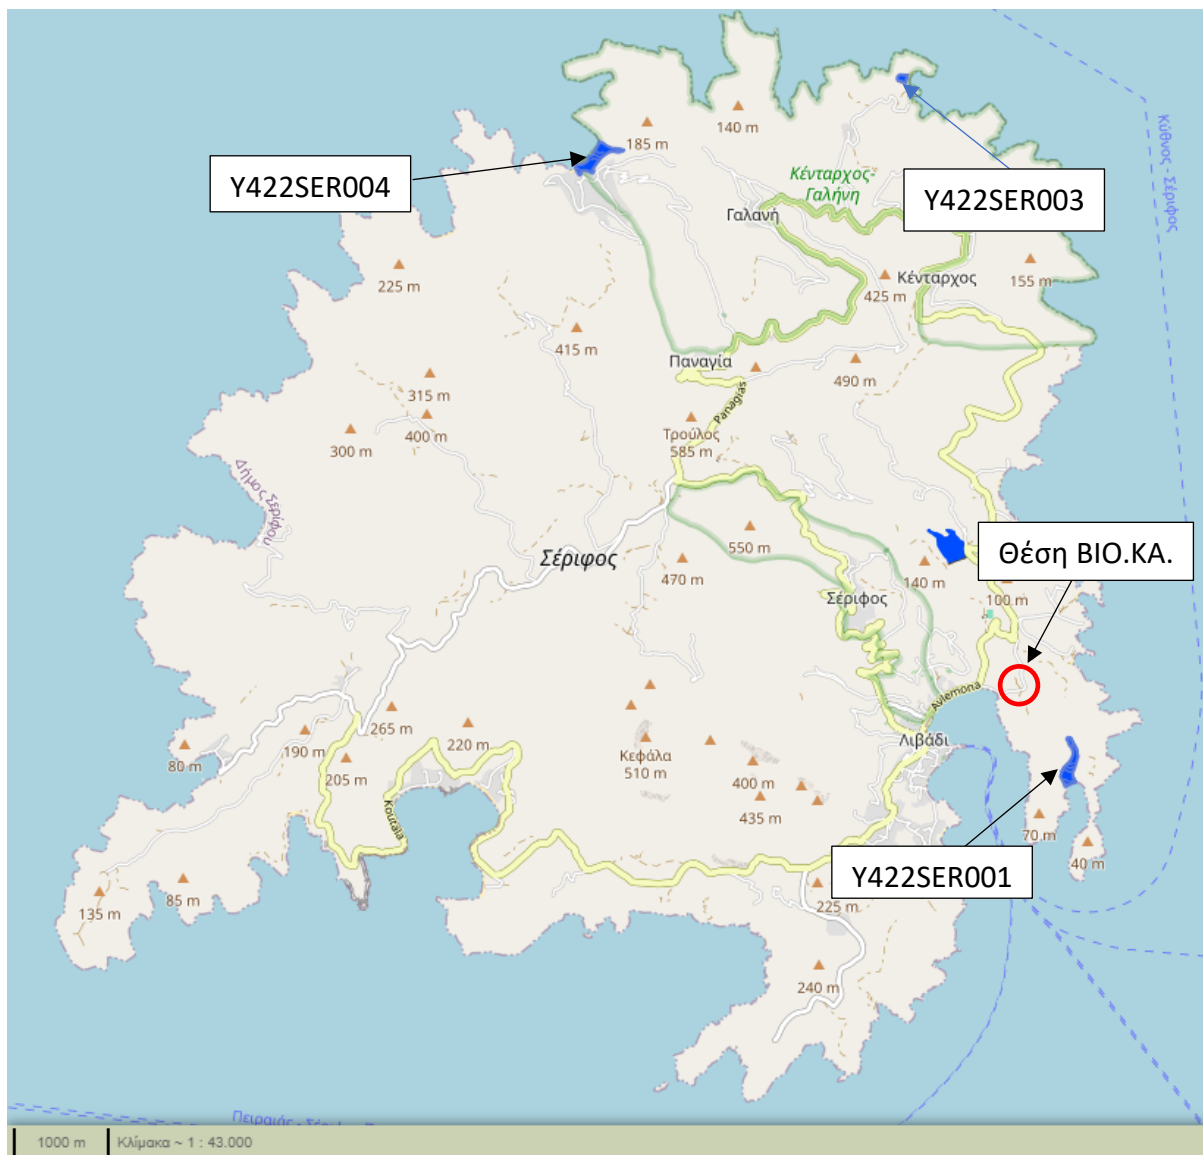 140 m
185 m
Κύθνος - Σέριφος
Y422SER004
Κένταρχος-
Γαλήνη
Y422SER003
Γαλανή
225 m
Κένταρχος
155 m
425 m
415 m
Παναγία
490 m
315 m
Panagias
400 m
Τρούλος
585 m
300 m
Δήμος Σερίφου
550 m
Θέση ΒΙΟ.ΚΑ.
Σέριφος
470 m
140 m
100 m
Σέριφος
Avlemona
265 m
220 m
190 m
Λιβάδι
80 m
205 m
Κεφάλα
510 m
400 m
Koutala
435 m
70 m
40 m
Y422SER001
85 m
135 m
225 m
240 m
Πειραιάς - Σέριφ
1000 m
Κλίμακα ~ 1 : 43.000